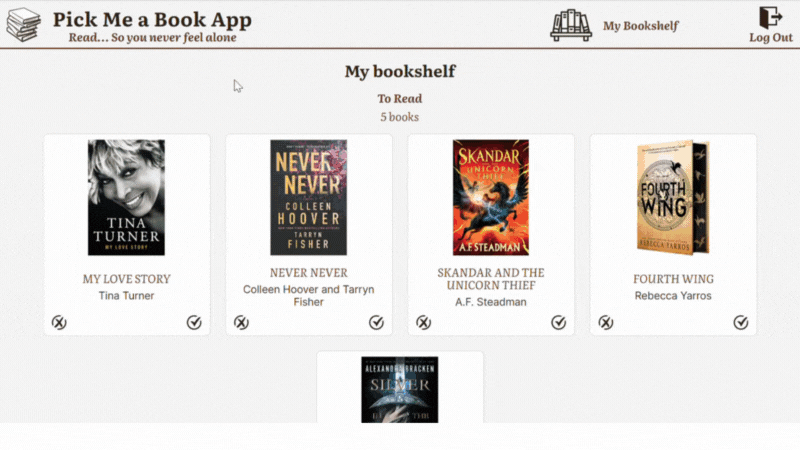 Pick Me a Book App
Read... So you never feel alone
My Bookshelf
Log Out
My bookshelf
To Read
5 books
TINA
TURNER
MY LOVE STORY
MY LOVE STORY
Tina Turner
NEVER
NEVER
COLLEEN
HOOVER
TARRYN
FISHER
NEVER NEVER
Colleen Hoover and Tarryn
Fisher
SKANDAR
UNICORN THIEF
A.F. STEADMAN
SKANDAR AND THE
UNICORN THIEF
A.F. Steadman
FOURTH
WING
REBECCA YARROS
FOURTH WING
Rebecca Yarros
ALEXANDRA BRACKEN
SILVER